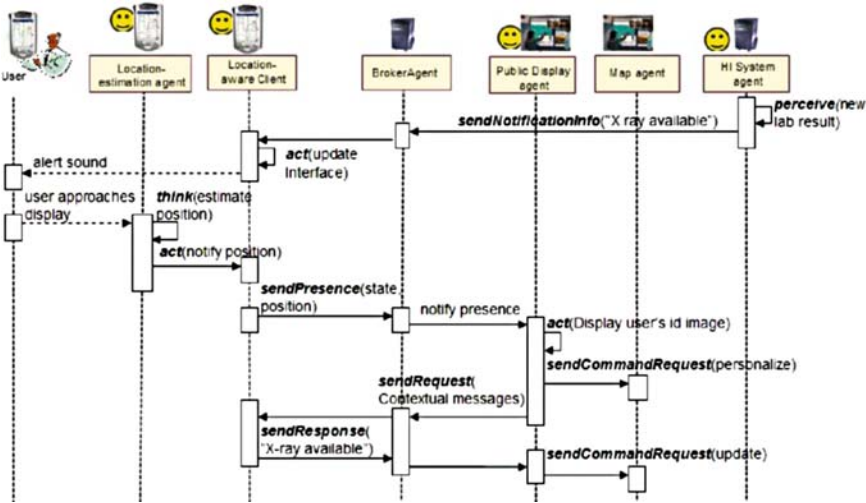 User
Location-
estimation agent
Location-
aware Client
BrokerAgent
Public Display
agent
Map agent
HI System
agent
perceive(new
lab result)
sendNotificationInfo("X ray available")
act(update
Interface)
alert sound
user approaches
display
think(estimate
position)
act(notify position)
sendPresence(state,
position)
notify presence
act(Display user's id image)
sendCommandRequest(personalize)
sendRequest(
Contextual messages)
sendResponse(
"X-ray available")
sendCommandRequest(update)